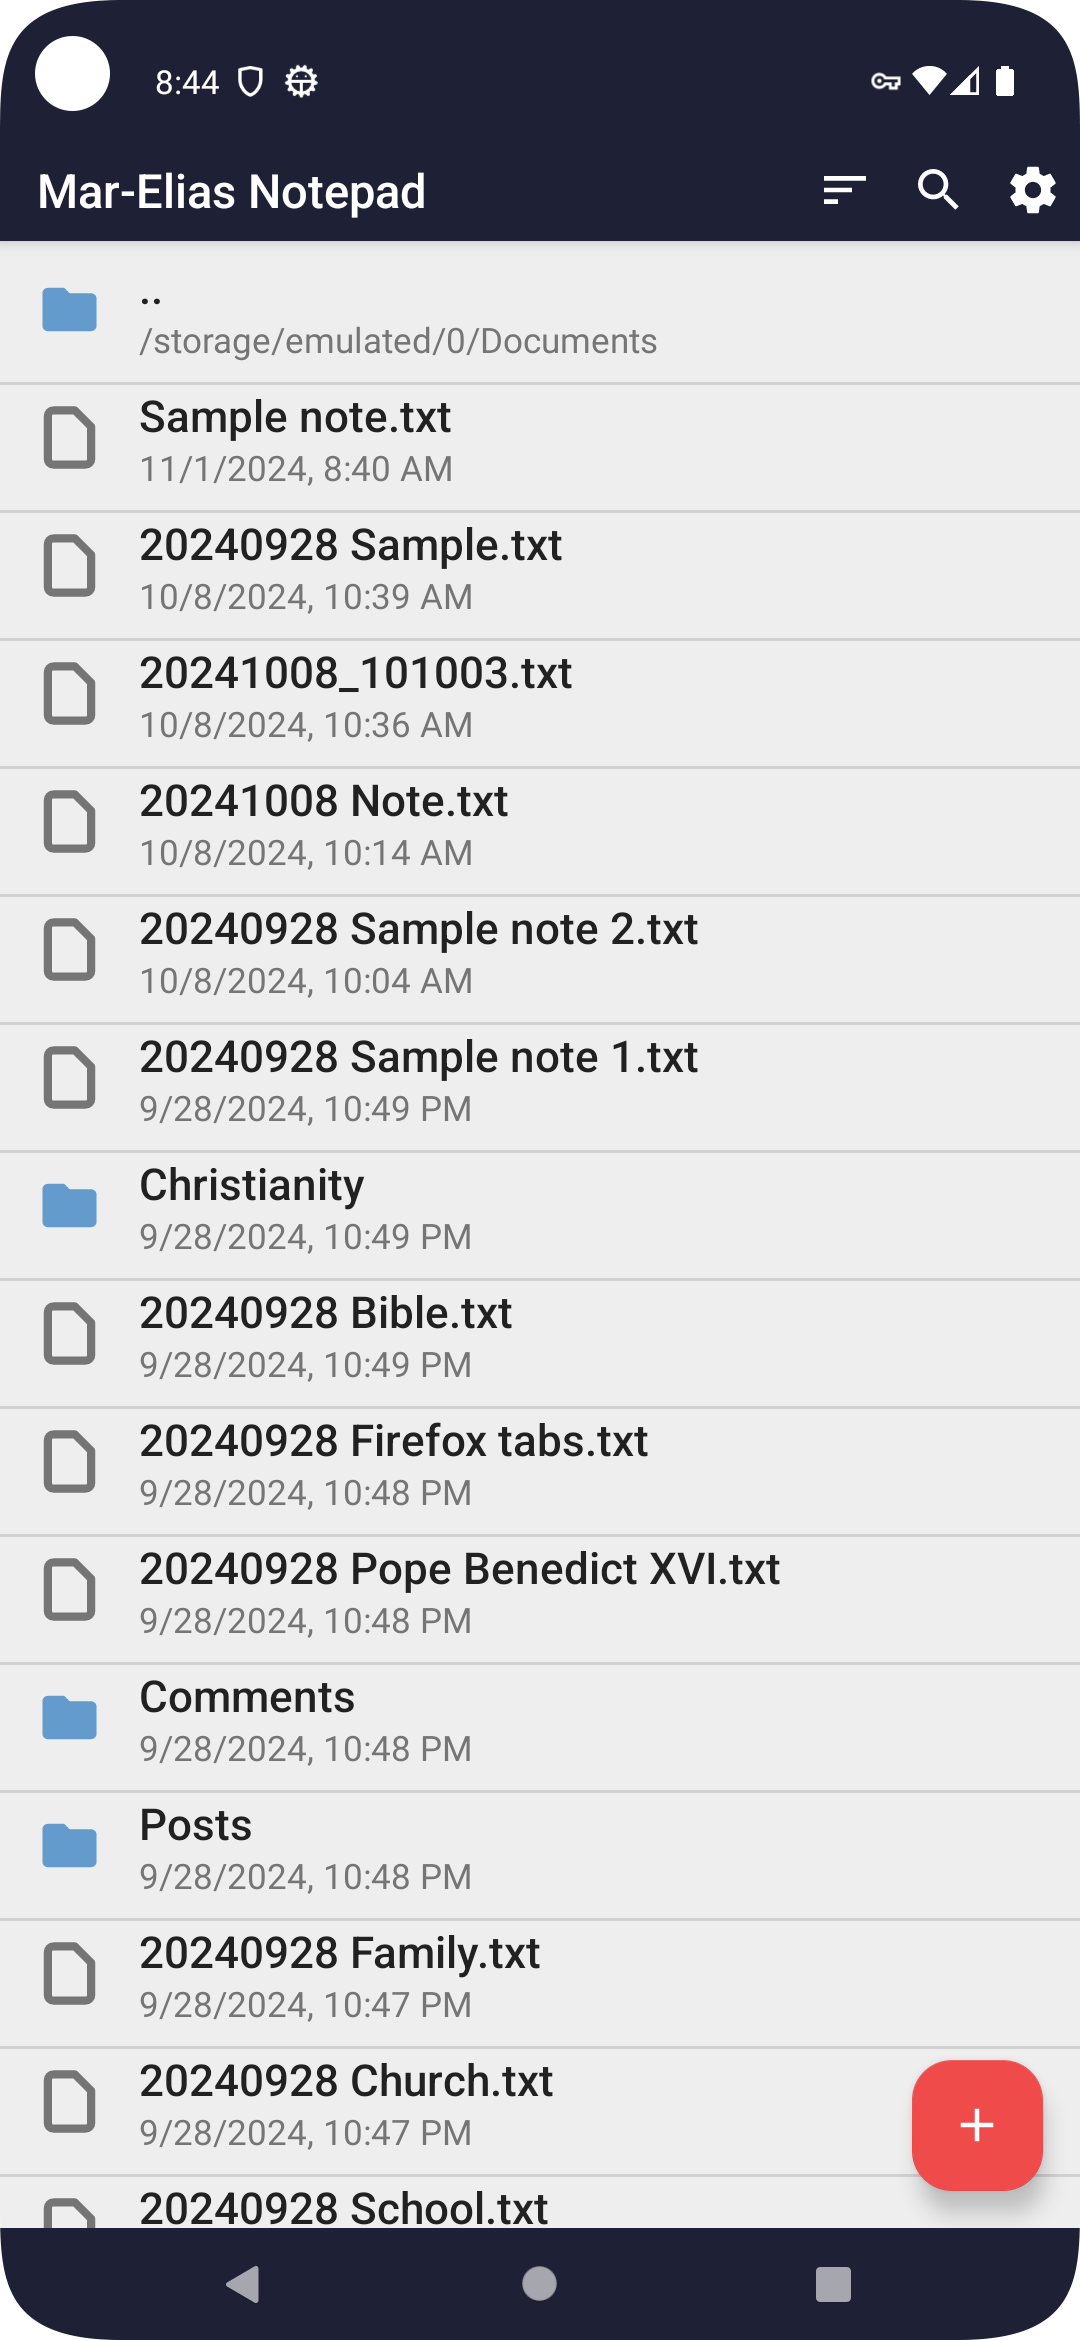 8:44
Mar-Elias Notepad
..
/storage/emulated/0/Documents
Sample note.txt
11/1/2024, 8:40 AM
20240928 Sample.txt
10/8/2024, 10:39 AM
20241008_101003.txt
10/8/2024, 10:36 AM
20241008 Note.txt
10/8/2024, 10:14 AM
20240928 Sample note 2.txt
10/8/2024, 10:04 AM
20240928 Sample note 1.txt
9/28/2024, 10:49 PM
Christianity
9/28/2024, 10:49 PM
20240928 Bible.txt
9/28/2024, 10:49 PM
20240928 Firefox tabs.txt
9/28/2024, 10:48 PM
20240928 Pope Benedict XVI.txt
9/28/2024, 10:48 PM
Comments
9/28/2024, 10:48 PM
Posts
9/28/2024, 10:48 PM
20240928 Family.txt
9/28/2024, 10:47 PM
20240928 Church.txt
9/28/2024, 10:47 PM
20240928 School.txt